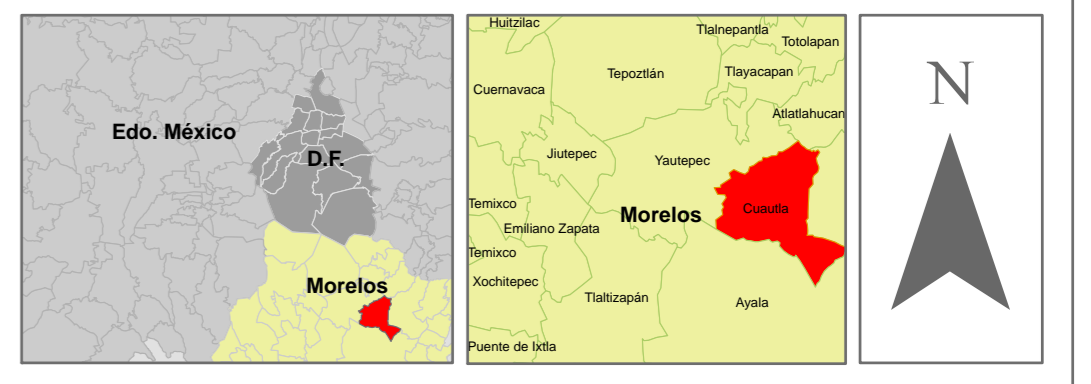 Edo. México
D.F.
Morelos
Huitzilac
Tlalnepantla
Totolapan
Tepoztlán
Tlayacapan
Cuernavaca
Atlatlahucan
Jiutepec
Yautepec
Temixco
Morelos
Cuautla
Emiliano Zapata
Temixco
Xochitepec
Tlaltizapán
Ayala
Puente de Ixtla
N